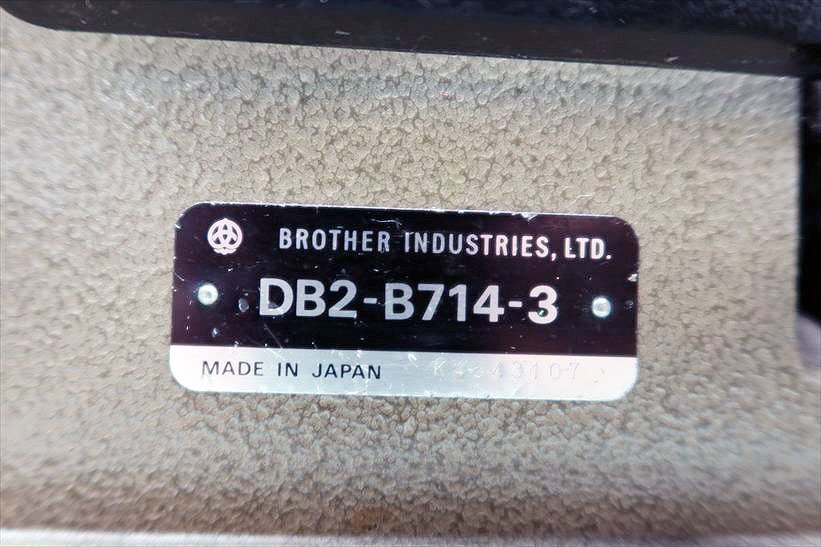 BROTHER INDUSTRIES, LTD.
DB2-B714-3
MADE IN JAPAN